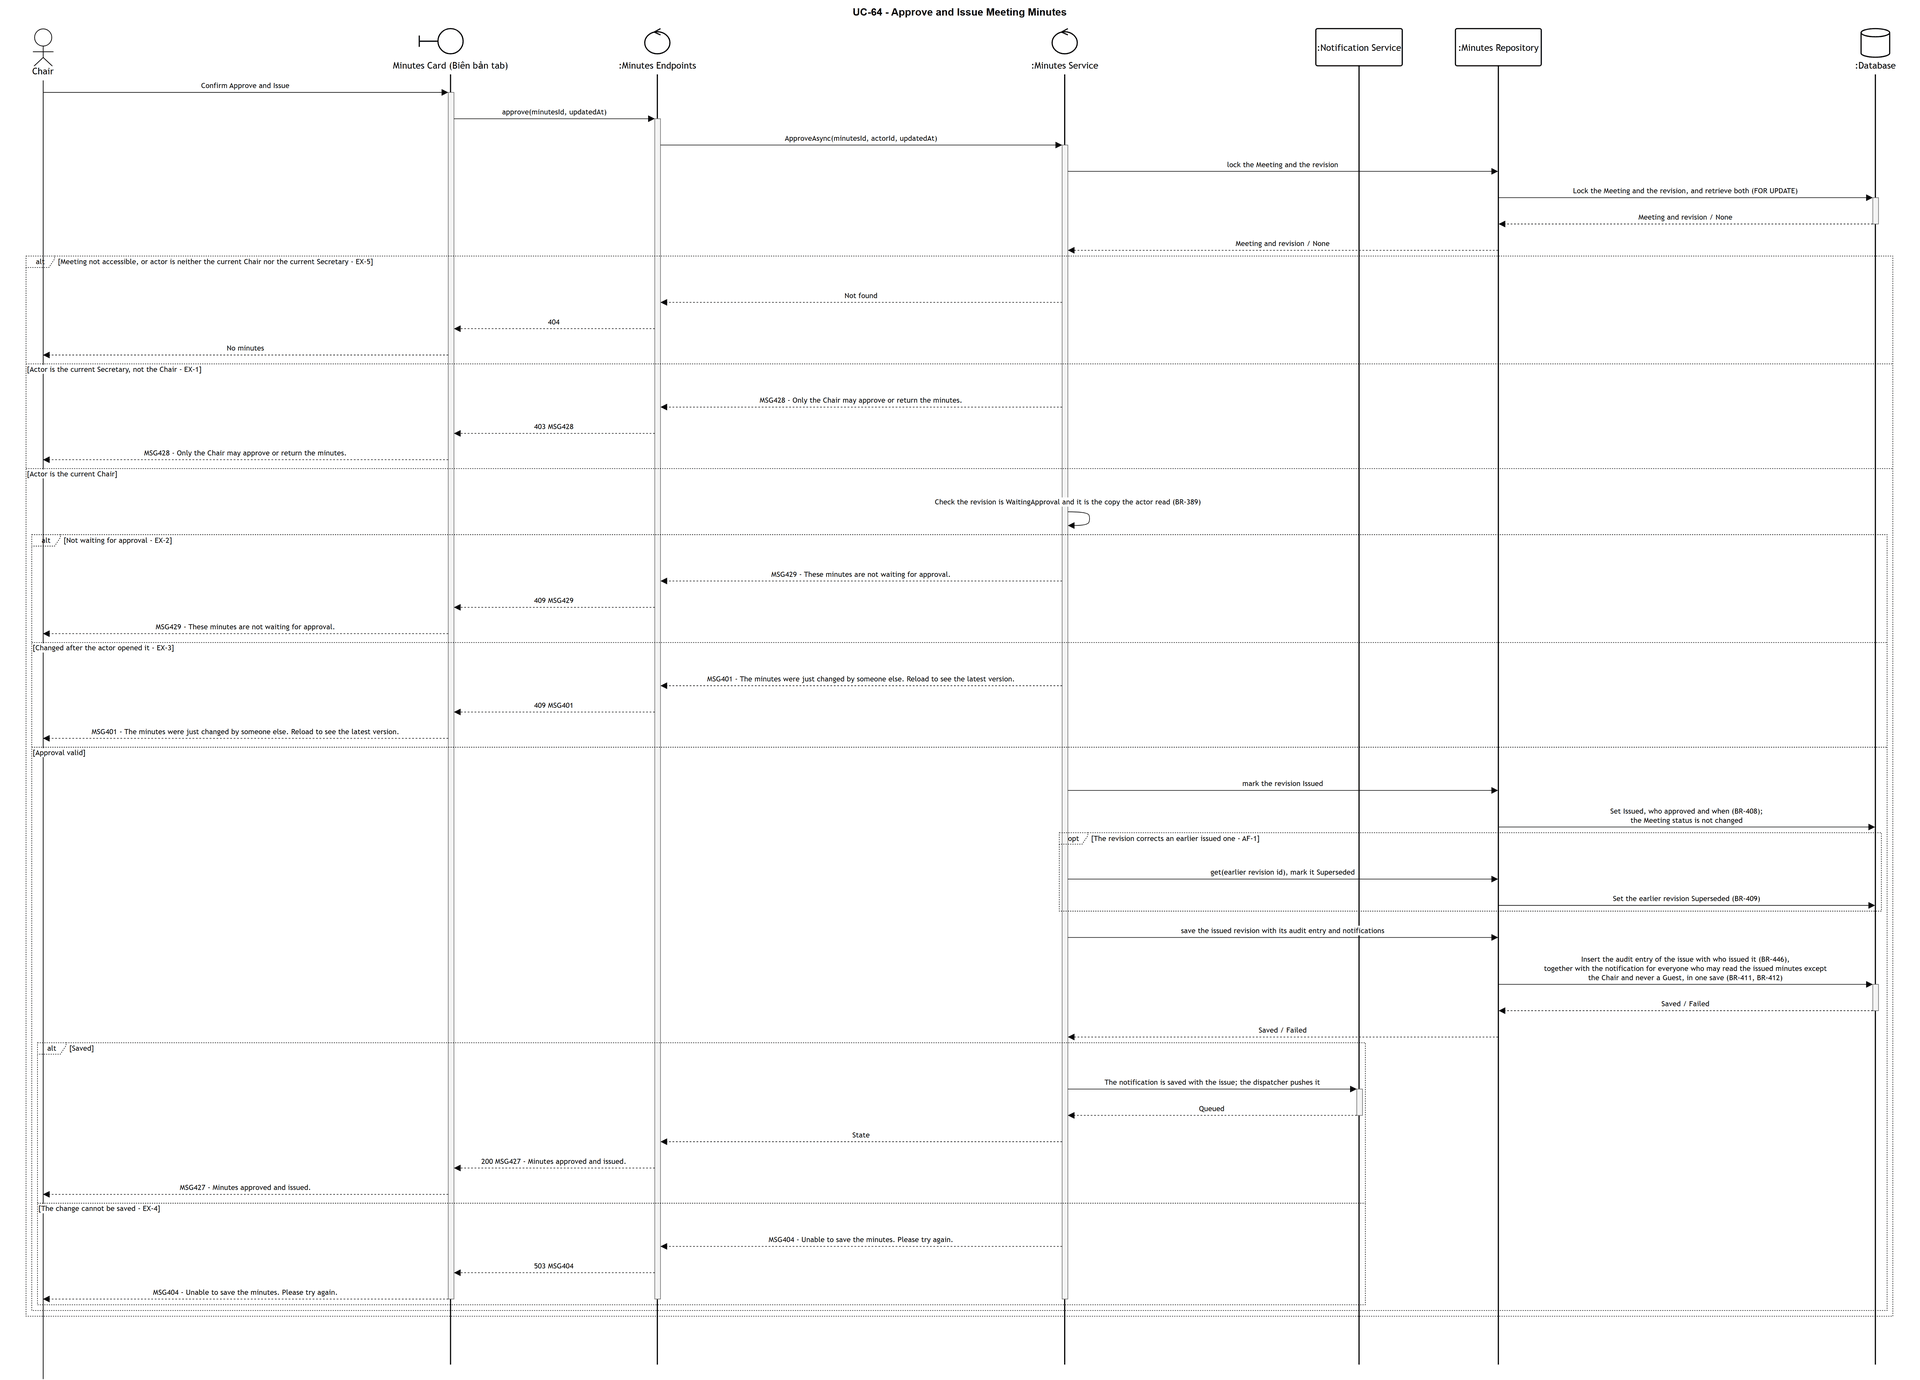 UC-64 - Approve and Issue Meeting Minutes
Chair
Minutes Card (Biên bản tab)
:Minutes Endpoints
:Minutes Service
:Notification Service
:Minutes Repository
:Database
Confirm Approve and Issue
approve(minutesId, updatedAt)
ApproveAsync(minutesId, actorId, updatedAt)
lock the Meeting and the revision
Lock the Meeting and the revision, and retrieve both (FOR UPDATE)
Meeting and revision / None
Meeting and revision / None
alt
[Meeting not accessible, or actor is neither the current Chair nor the current Secretary - EX-5]
Not found
404
No minutes
[Actor is the current Secretary, not the Chair - EX-1]
MSG428 - Only the Chair may approve or return the minutes.
403 MSG428
MSG428 - Only the Chair may approve or return the minutes.
[Actor is the current Chair]
Check the revision is WaitingApproval and it is the copy the actor read (BR-389)
alt
[Not waiting for approval - EX-2]
MSG429 - These minutes are not waiting for approval.
409 MSG429
MSG429 - These minutes are not waiting for approval.
[Changed after the actor opened it - EX-3]
MSG401 - The minutes were just changed by someone else. Reload to see the latest version.
409 MSG401
MSG401 - The minutes were just changed by someone else. Reload to see the latest version.
[Approval valid]
mark the revision Issued
Set Issued, who approved and when (BR-408);
the Meeting status is not changed
opt
[The revision corrects an earlier issued one - AF-1]
get(earlier revision id), mark it Superseded
Set the earlier revision Superseded (BR-409)
save the issued revision with its audit entry and notifications
Insert the audit entry of the issue with who issued it (BR-446),
together with the notification for everyone who may read the issued minutes except
the Chair and never a Guest, in one save (BR-411, BR-412)
Saved / Failed
Saved / Failed
alt
[Saved]
The notification is saved with the issue; the dispatcher pushes it
Queued
State
200 MSG427 - Minutes approved and issued.
MSG427 - Minutes approved and issued.
[The change cannot be saved - EX-4]
MSG404 - Unable to save the minutes. Please try again.
503 MSG404
MSG404 - Unable to save the minutes. Please try again.